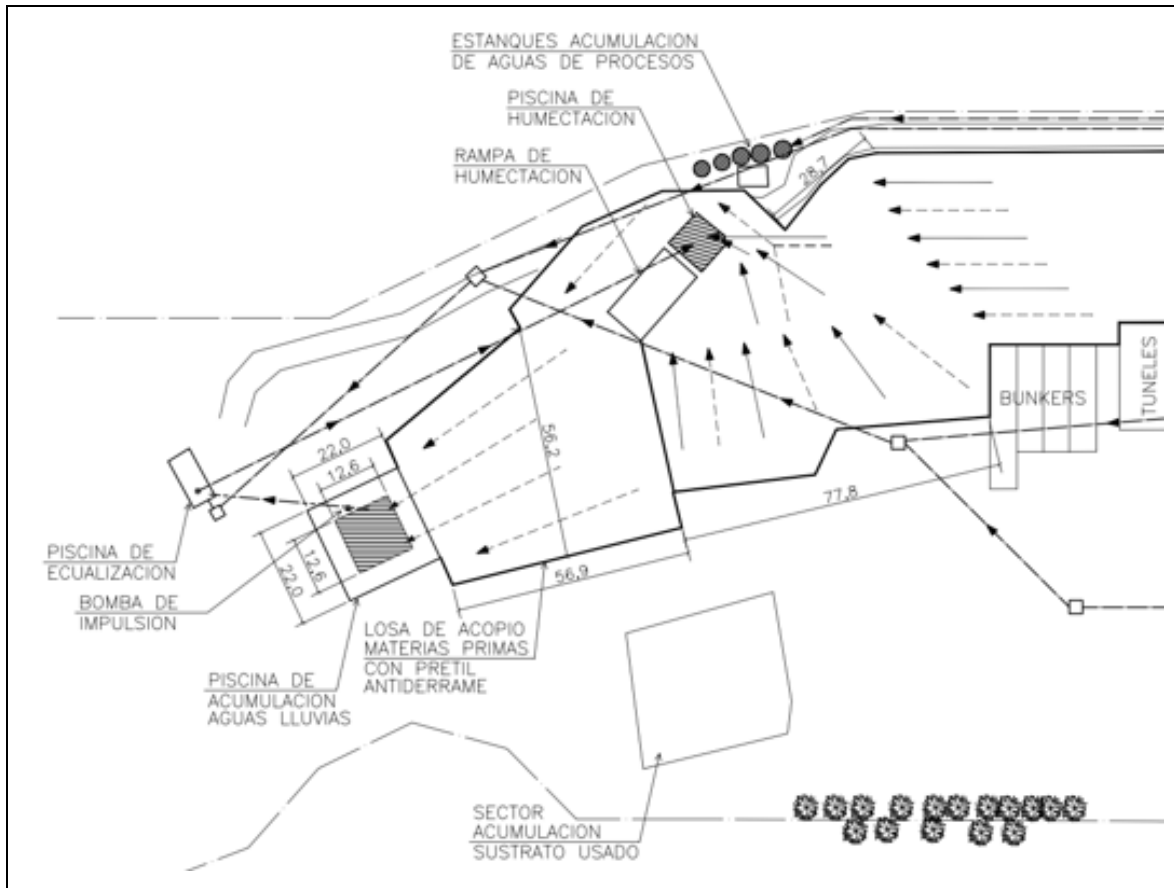 ESTANQUES ACUMULACION
DE AGUAS DE PROCESOS
PISCINA DE
HUMECTACION
RAMPA DE
HUMECTACION
28,7
TUNELES
BUNKERS
56,2
22,0
12,6
77,8
PISCINA DE
ECUALIZACION
12,6
22,0
56,9
BOMBA DE
IMPULSION
LOSA DE ACOPIO
MATERIAS PRIMAS
CON PRETIL
ANTIDERRAME
PISCINA DE
ACUMULACION
AGUAS LLUVIAS
SECTOR
ACUMULACION
SUSTRATO USADO